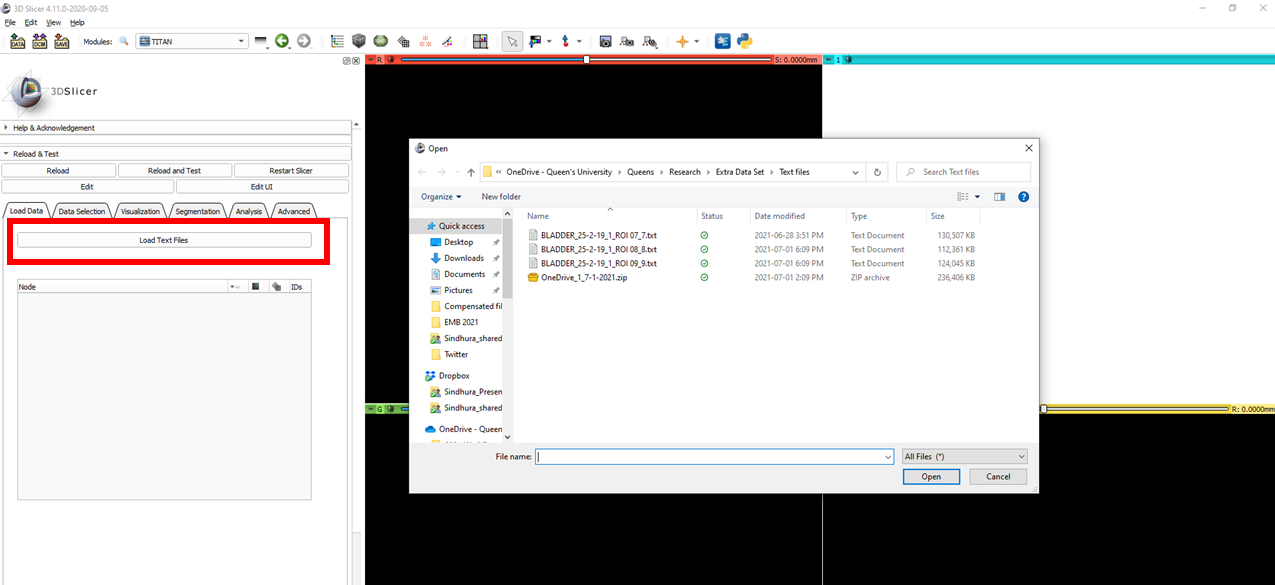 3D Slicer 4.11.0-2020-09-05
File Edit View Help
DATA DCM SAVE Modules: TITAN
R S: 0.0000mm 1
3DSlicer
Help & Acknowledgement
Reload & Test
Reload Reload and Test Restart Slicer
Edit Edit UI
Load Data Data Selection Visualization Segmentation Analysis Advanced
Load Text Files
Node IDs
Open
« OneDrive - Queen's University › Queens › Research › Extra Data Set › Text files
Search Text files
Organize New folder
Name Status Date modified Type Size
Quick access
Desktop
Downloads
Documents
Pictures
Compensated fil
EMB 2021
Sindhura_shared
Twitter
Dropbox
Sindhura_Presen
Sindhura_shared
OneDrive - Queen
BLADDER_25-2-19_1_ROI 07_7.txt 2021-06-28 3:51 PM Text Document 130,507 KB
BLADDER_25-2-19_1_ROI 08_8.txt 2021-07-01 6:09 PM Text Document 112,361 KB
BLADDER_25-2-19_1_ROI 09_9.txt 2021-07-01 6:09 PM Text Document 124,045 KB
OneDrive_1_7-1-2021.zip 2021-07-01 2:09 PM ZIP archive 236,406 KB
G R: 0.0000mm
File name: All Files (*)
Open Cancel